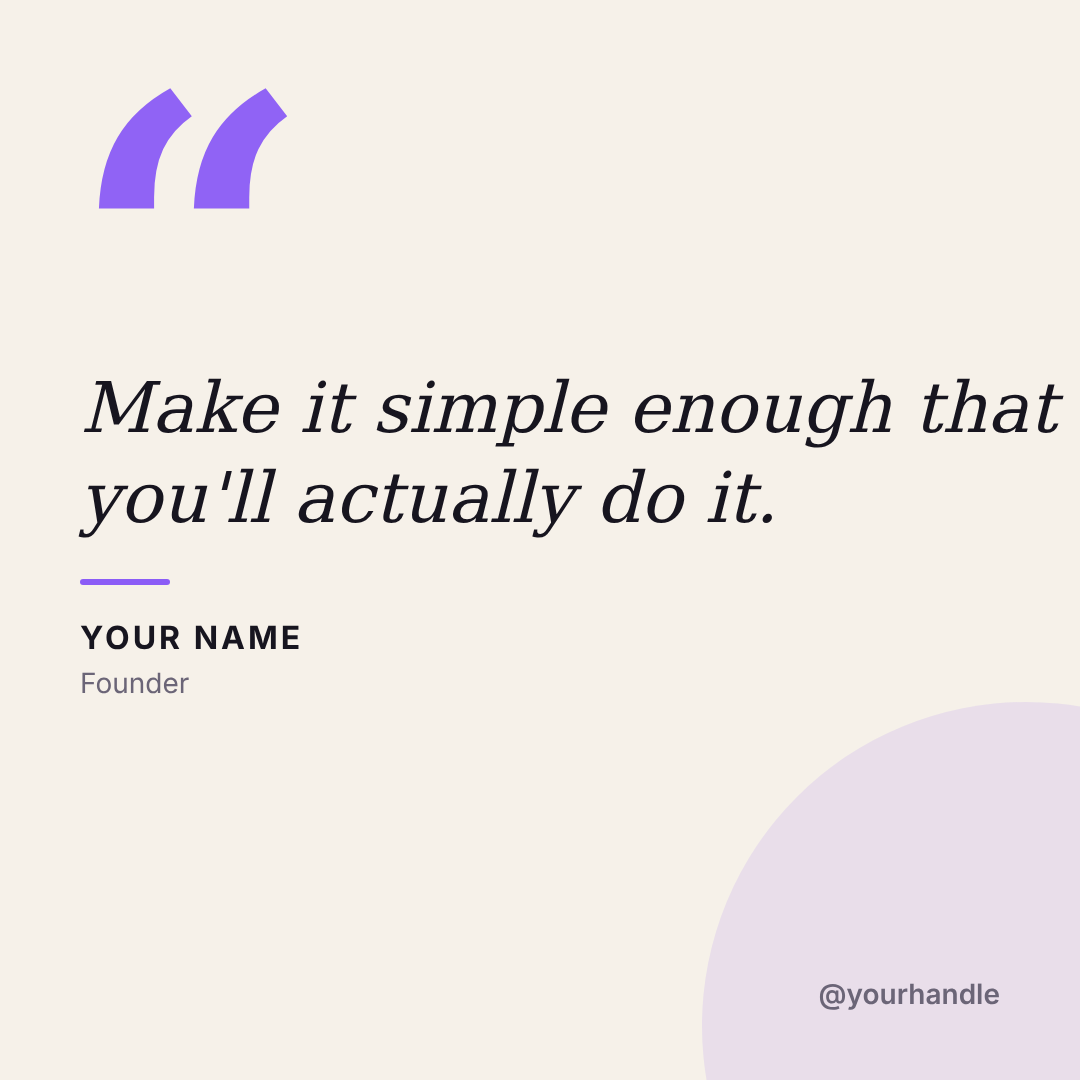 “
Make it simple enough that
you'll actually do it.
YOUR NAME
Founder
@yourhandle